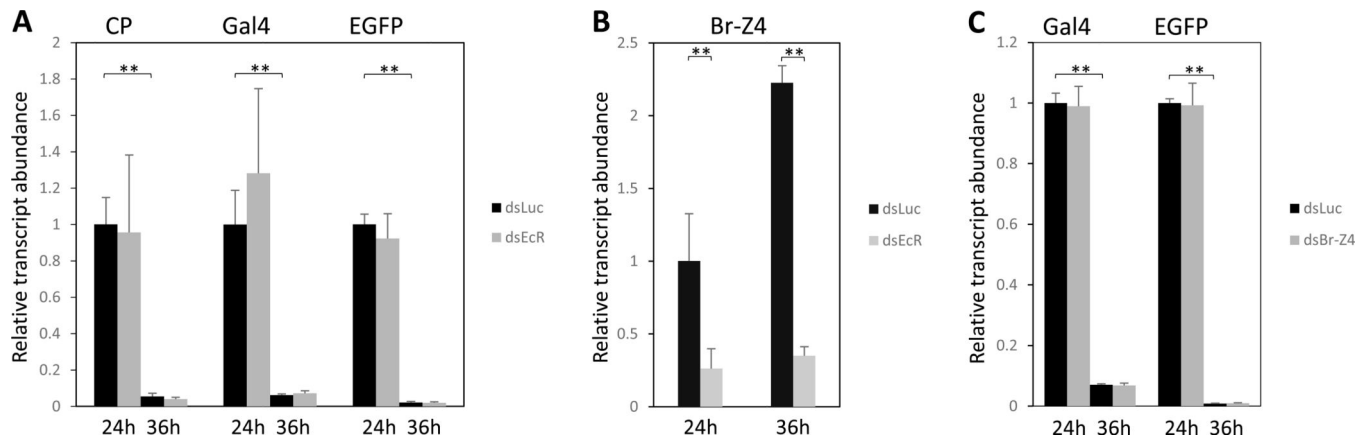 A
CP Gal4 EGFP
Relative transcript abundance
2
1.8
1.6
1.4
1.2
1
0.8
0.6
0.4
0.2
0
** ** **
24h 36h 24h 36h 24h 36h
dsLuc
dsEcR
B
Br-Z4
Relative transcript abundance
2.5
2
1.5
1
0.5
0
** **
24h 36h
dsLuc
dsEcR
C
Gal4 EGFP
Relative transcript abundance
1.2
1
0.8
0.6
0.4
0.2
0
** **
24h 36h 24h 36h
dsLuc
dsBr-Z4